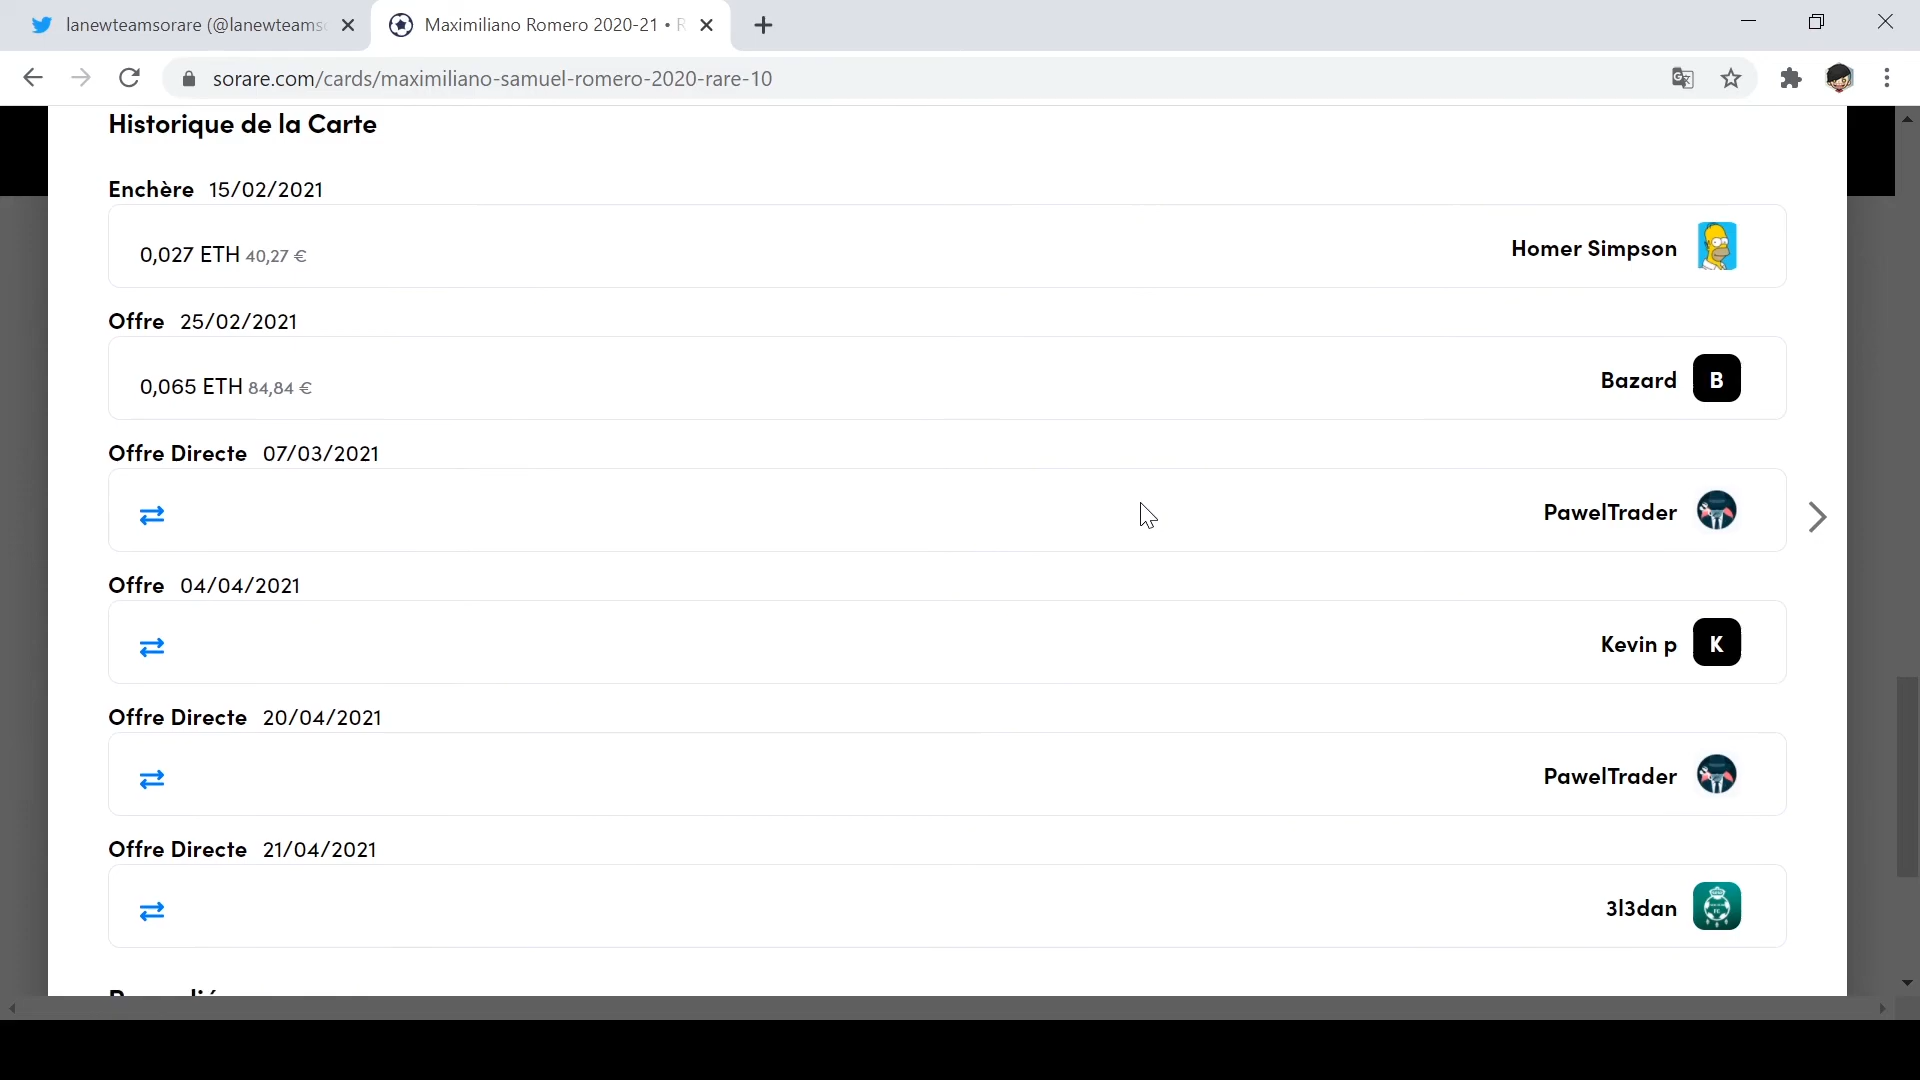 lanewteamsorare (@lanewteams
Maximiliano Romero 2020-21 • R
sorare.com/cards/maximiliano-samuel-romero-2020-rare-10
Historique de la Carte
Enchère 15/02/2021
0,027 ETH 40,27 €
Homer Simpson
Offre 25/02/2021
0,065 ETH 84,84 €
Bazard B
Offre Directe 07/03/2021
PawelTrader
Offre 04/04/2021
Kevin p K
Offre Directe 20/04/2021
PawelTrader
Offre Directe 21/04/2021
3l3dan